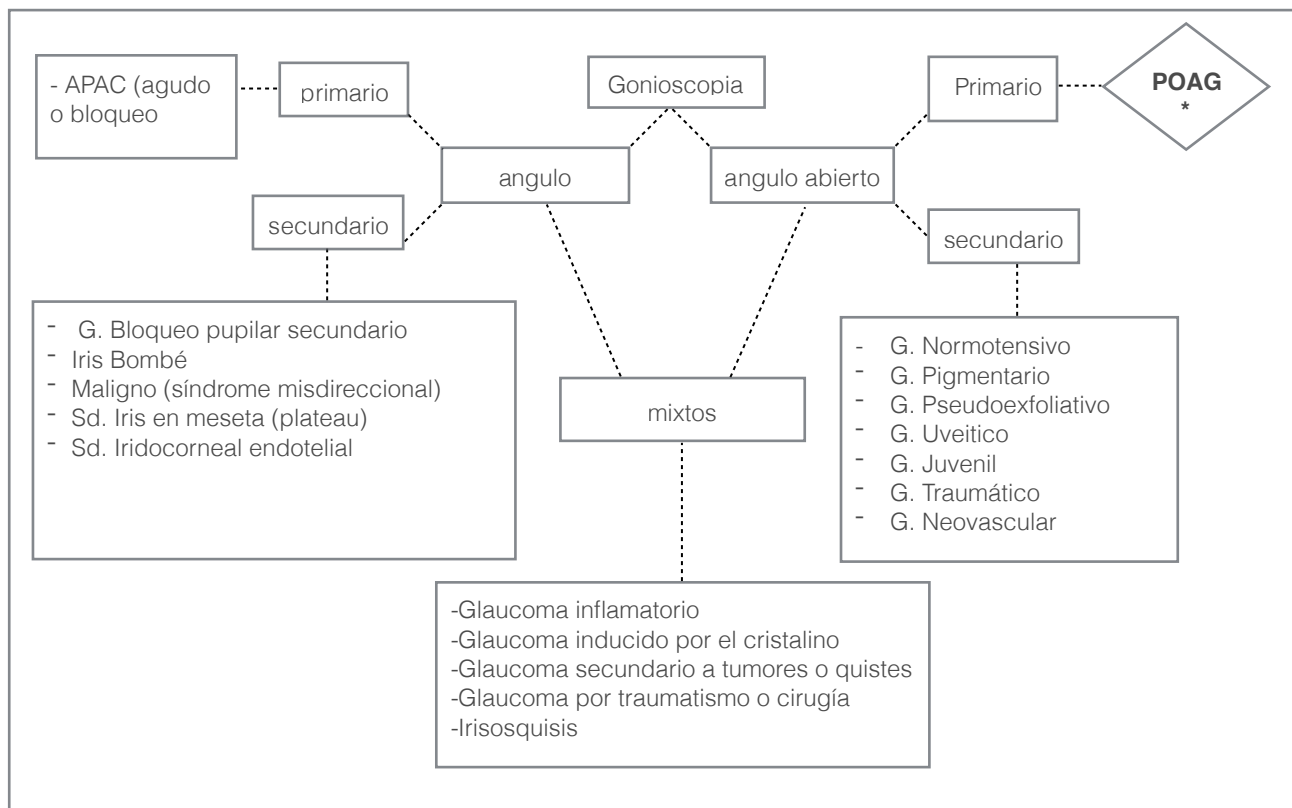 Gonioscopia
- APAC (agudo
o bloqueo
primario
Primario
POAG
*
angulo
angulo abierto
secundario
secundario
- G. Bloqueo pupilar secundario
- Iris Bombé
- Maligno (síndrome misdireccional)
- Sd. Iris en meseta (plateau)
- Sd. Iridocorneal endotelial
mixtos
- G. Normotensivo
- G. Pigmentario
- G. Pseudoexfoliativo
- G. Uveitico
- G. Juvenil
- G. Traumático
- G. Neovascular
-Glaucoma inflamatorio
-Glaucoma inducido por el cristalino
-Glaucoma secundario a tumores o quistes
-Glaucoma por traumatismo o cirugía
-Irisosquisis